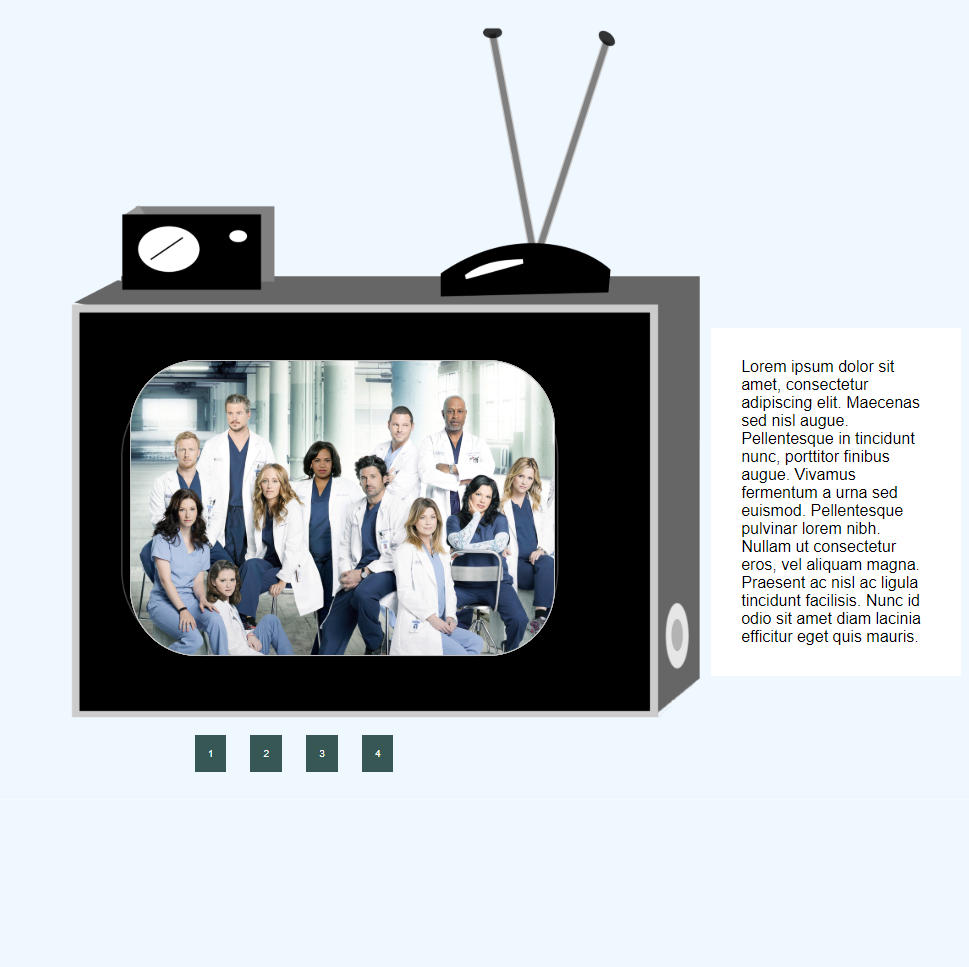 Lorem ipsum dolor sit
amet, consectetur
adipiscing elit. Maecenas
sed nisl augue.
Pellentesque in tincidunt
nunc, porttitor finibus
augue. Vivamus
fermentum a urna sed
euismod. Pellentesque
pulvinar lorem nibh.
Nullam ut consectetur
eros, vel aliquam magna.
Praesent ac nisl ac ligula
tincidunt facilisis. Nunc id
odio sit amet diam lacinia
efficitur eget quis mauris.
1 2 3 4